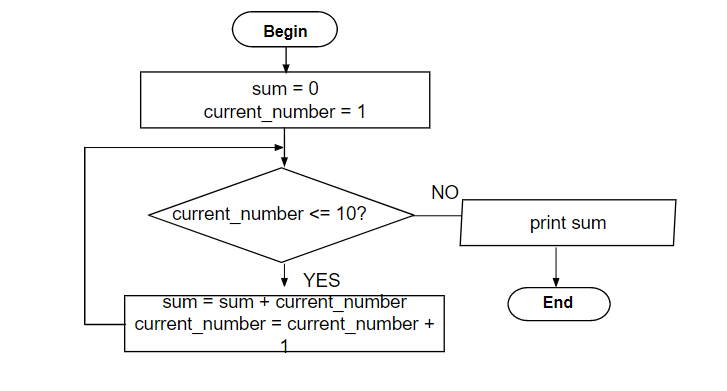 Begin
sum = 0
current_number = 1
current_number <= 10?
NO
print sum
YES
End
sum = sum + current_number
current_number = current_number +
1